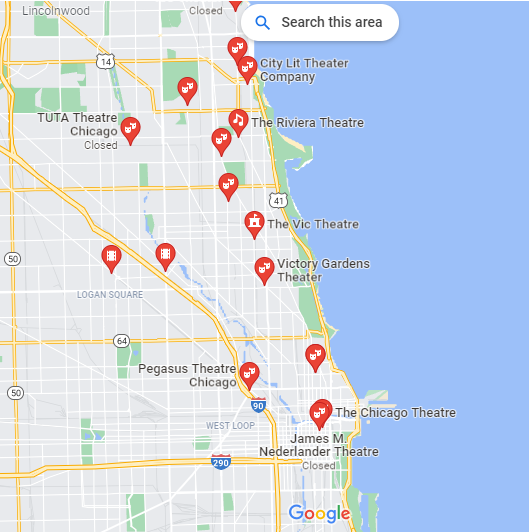 Lincolnwood
Closed
Search this area
14
City Lit Theater
Company
TUTA Theatre
Chicago
Closed
The Riviera Theatre
41
The Vic Theatre
50
Victory Gardens
Theater
LOGAN SQUARE
64
Pegasus Theatre
Chicago
50
90
The Chicago Theatre
WEST LOOP
James M.
Nederlander Theatre
Closed
290
Google